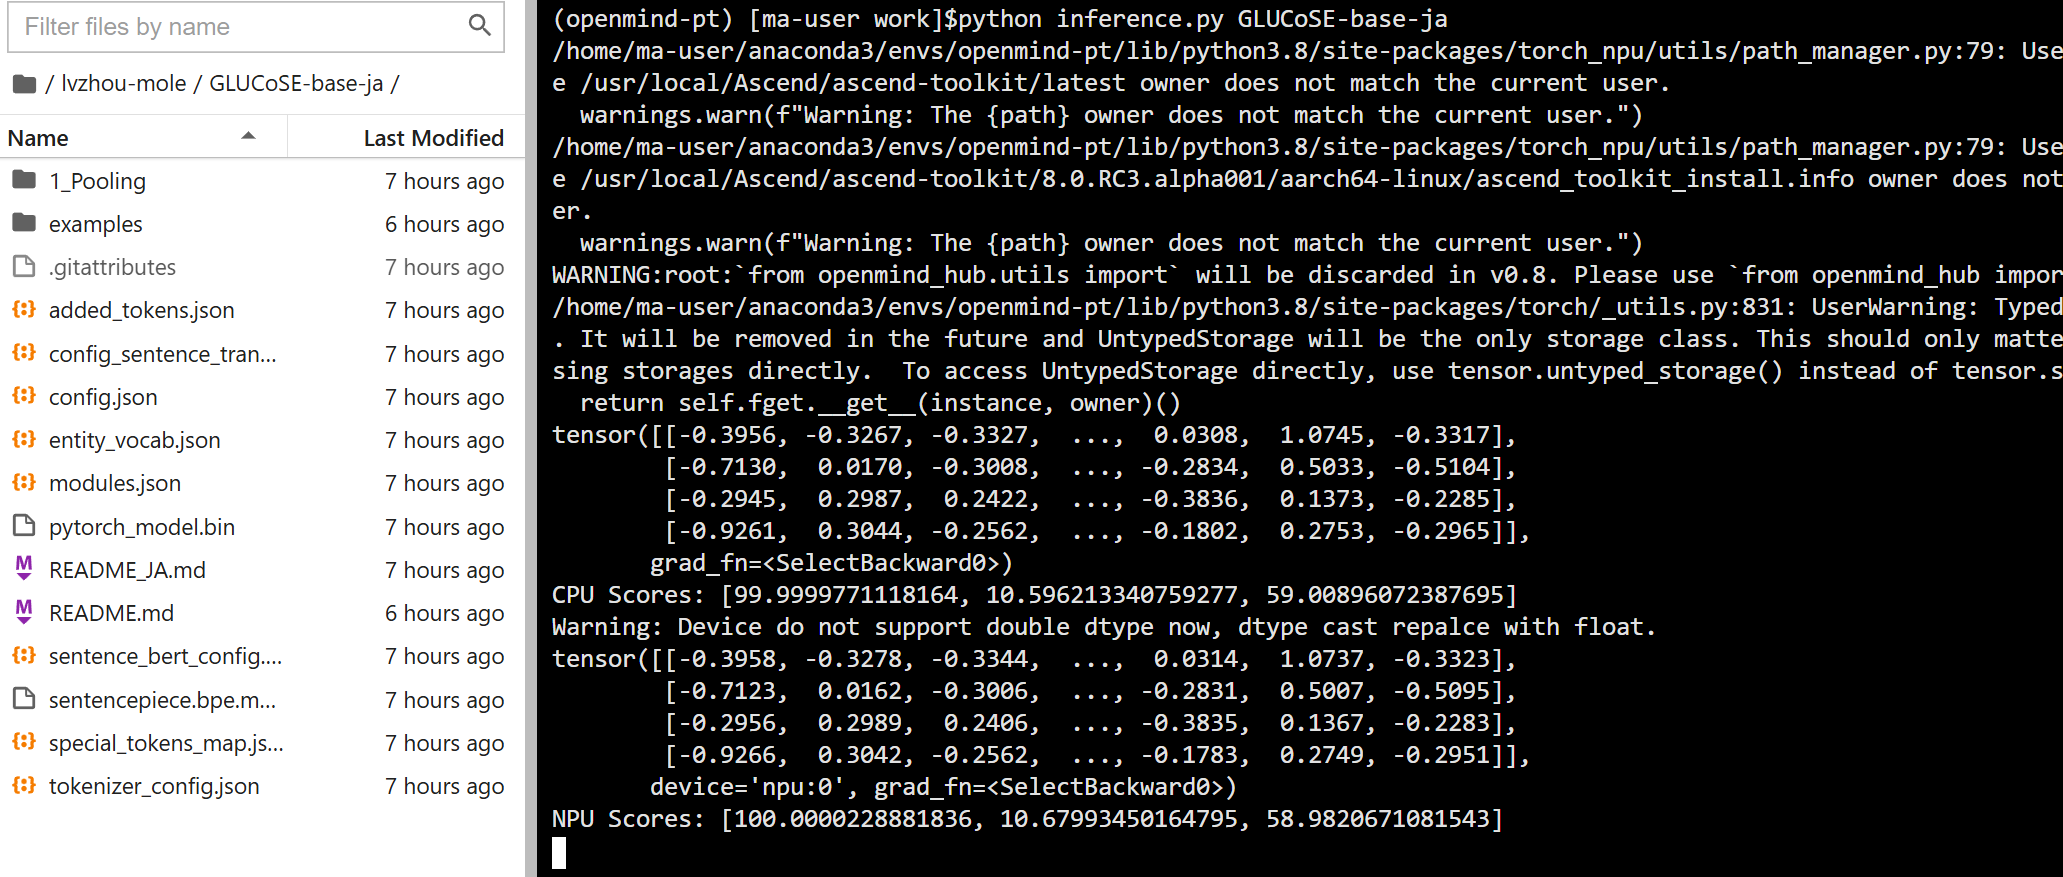 Filter files by name
/ lvzhou-mole / GLUCoSE-base-ja /
Name Last Modified
1_Pooling 7 hours ago
examples 6 hours ago
.gitattributes 7 hours ago
added_tokens.json 7 hours ago
config_sentence_tran... 7 hours ago
config.json 7 hours ago
entity_vocab.json 7 hours ago
modules.json 7 hours ago
pytorch_model.bin 7 hours ago
README_JA.md 7 hours ago
README.md 6 hours ago
sentence_bert_config.... 7 hours ago
sentencepiece.bpe.m... 7 hours ago
special_tokens_map.js... 7 hours ago
tokenizer_config.json 7 hours ago
(openmind-pt) [ma-user work]$python inference.py GLUCoSE-base-ja
/home/ma-user/anaconda3/envs/openmind-pt/lib/python3.8/site-packages/torch_npu/utils/path_manager.py:79: Use
e /usr/local/Ascend/ascend-toolkit/latest owner does not match the current user.
  warnings.warn(f"Warning: The {path} owner does not match the current user.")
/home/ma-user/anaconda3/envs/openmind-pt/lib/python3.8/site-packages/torch_npu/utils/path_manager.py:79: Use
e /usr/local/Ascend/ascend-toolkit/8.0.RC3.alpha001/aarch64-linux/ascend_toolkit_install.info owner does not
er.
  warnings.warn(f"Warning: The {path} owner does not match the current user.")
WARNING:root:`from openmind_hub.utils import` will be discarded in v0.8. Please use `from openmind_hub impor
/home/ma-user/anaconda3/envs/openmind-pt/lib/python3.8/site-packages/torch/_utils.py:831: UserWarning: Typed
. It will be removed in the future and UntypedStorage will be the only storage class. This should only matte
sing storages directly.  To access UntypedStorage directly, use tensor.untyped_storage() instead of tensor.s
  return self.fget.__get__(instance, owner)()
tensor([[-0.3956, -0.3267, -0.3327,  ...,  0.0308,  1.0745, -0.3317],
        [-0.7130,  0.0170, -0.3008,  ..., -0.2834,  0.5033, -0.5104],
        [-0.2945,  0.2987,  0.2422,  ..., -0.3836,  0.1373, -0.2285],
        [-0.9261,  0.3044, -0.2562,  ..., -0.1802,  0.2753, -0.2965]],
       grad_fn=<SelectBackward0>)
CPU Scores: [99.9999771118164, 10.596213340759277, 59.00896072387695]
Warning: Device do not support double dtype now, dtype cast repalce with float.
tensor([[-0.3958, -0.3278, -0.3344,  ...,  0.0314,  1.0737, -0.3323],
        [-0.7123,  0.0162, -0.3006,  ..., -0.2831,  0.5007, -0.5095],
        [-0.2956,  0.2989,  0.2406,  ..., -0.3835,  0.1367, -0.2283],
        [-0.9266,  0.3042, -0.2562,  ..., -0.1783,  0.2749, -0.2951]],
       device='npu:0', grad_fn=<SelectBackward0>)
NPU Scores: [100.0000228881836, 10.67993450164795, 58.9820671081543]